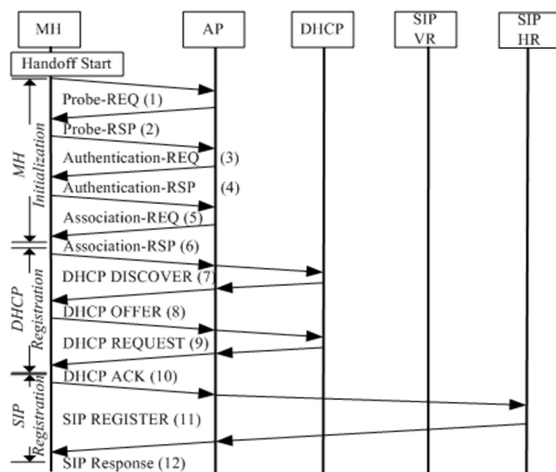 MH
AP
DHCP
SIP
VR
SIP
HR
Handoff Start
Probe-REQ (1)
Probe-RSP (2)
Authentication-REQ (3)
Authentication-RSP (4)
Association-REQ (5)
Association-RSP (6)
DHCP DISCOVER (7)
DHCP OFFER (8)
DHCP REQUEST (9)
DHCP ACK (10)
SIP REGISTER (11)
SIP Response (12)
MH
Initialization
DHCP
Registration
SIP
Registration